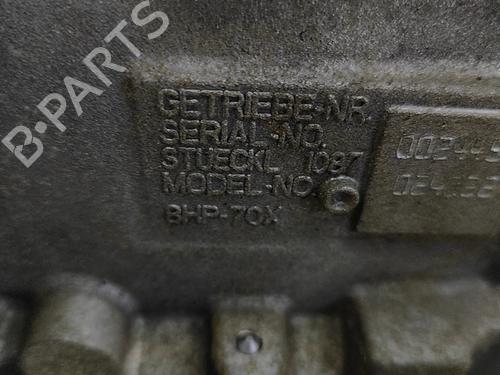 B-PARTS
GETRIEBE-NR.
SERIAL-NO.
STUECKL 1087
MODEL-NO.
8HP-70X